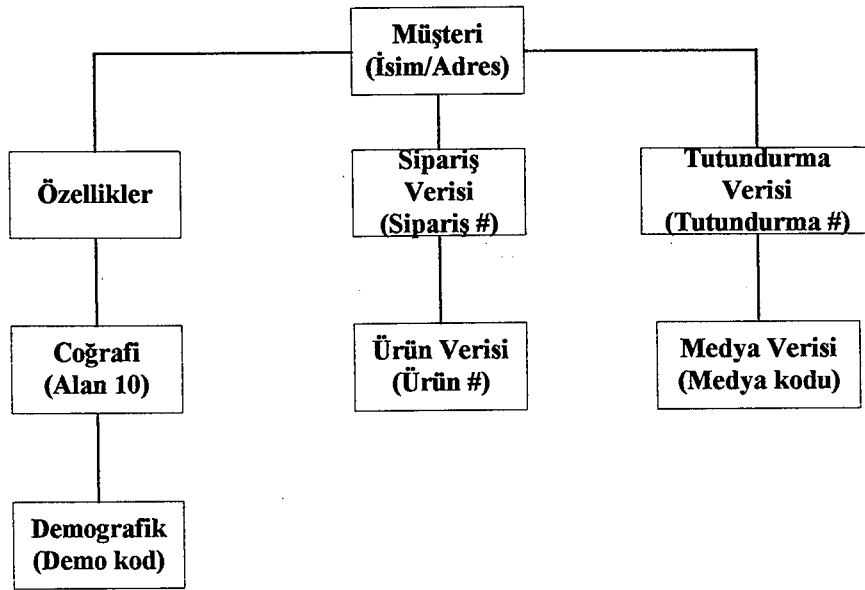 Müşteri
(İsim/Adres)
Özellikler
Sipariş
Verisi
(Sipariş #)
Tutundurma
Verisi
(Tutundurma #)
Coğrafi
(Alan 10)
Ürün Verisi
(Ürün #)
Medya Verisi
(Medya kodu)
Demografik
(Demo kod)